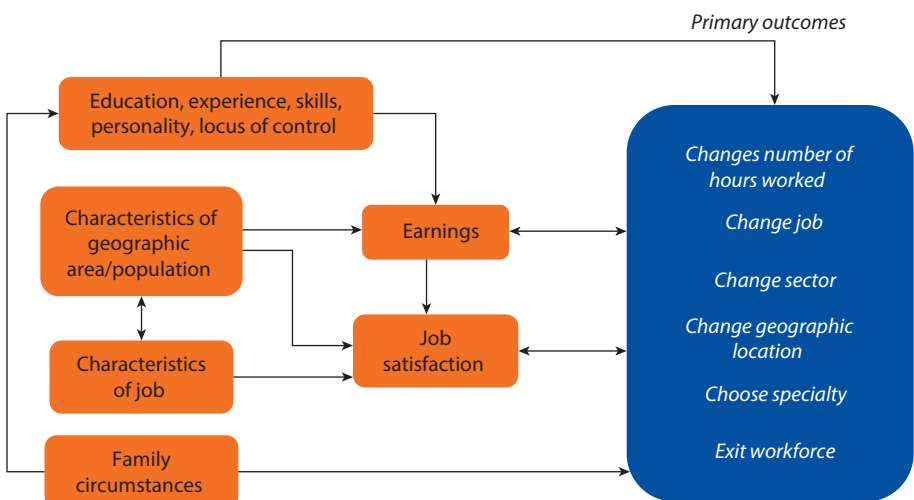 Primary outcomes
Education, experience, skills,
personality, locus of control
Characteristics of
geographic
area/population
Earnings
Characteristics
of job
Job
satisfaction
Family
circumstances
Changes number of
hours worked
Change job
Change sector
Change geographic
location
Choose specialty
Exit workforce